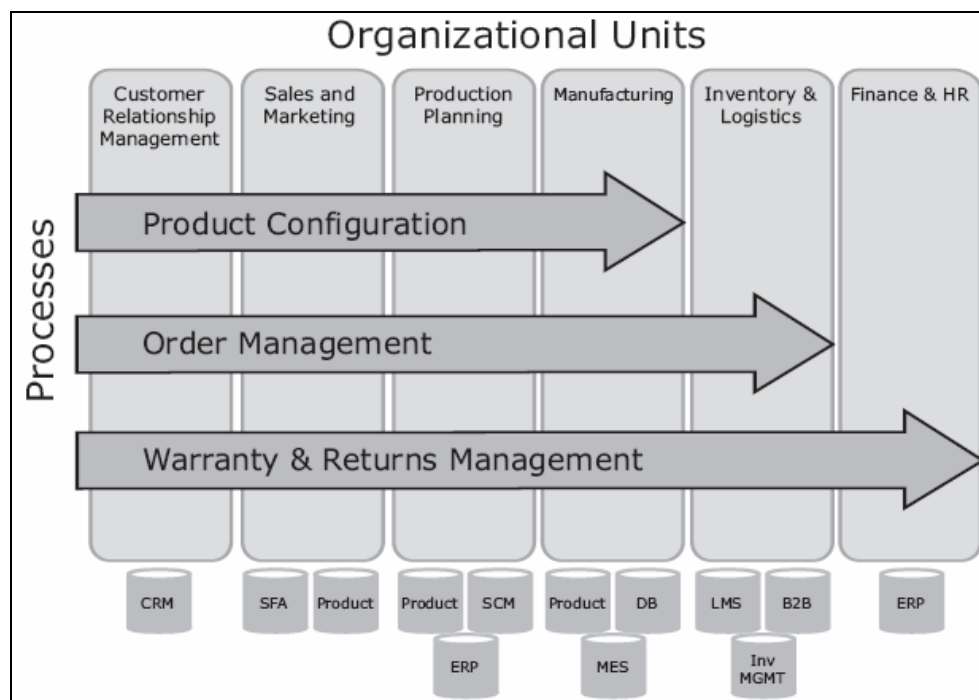 Organizational Units
Customer
Relationship
Management
Sales and
Marketing
Production
Planning
Manufacturing
Inventory &
Logistics
Finance & HR
Processes
Product Configuration
Order Management
Warranty & Returns Management
CRM
SFA
Product
Product
SCM
ERP
Product
DB
MES
LMS
B2B
Inv
MGMT
ERP